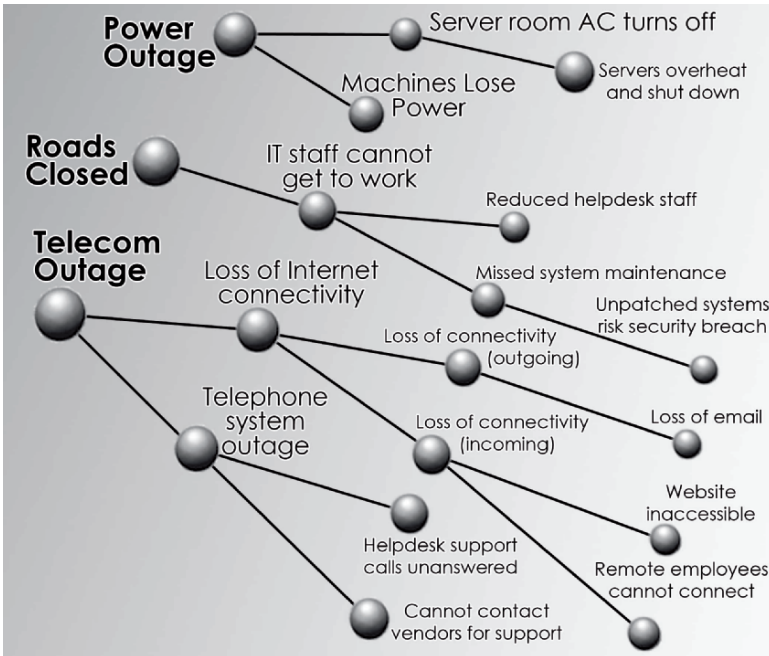 Power
Outage
Server room AC turns off
Servers overheat
and shut down
Machines Lose
Power
Roads
Closed
IT staff cannot
get to work
Reduced helpdesk staff
Missed system maintenance
Unpatched systems
risk security breach
Telecom
Outage
Loss of Internet
connectivity
Loss of connectivity
(outgoing)
Loss of email
Loss of connectivity
(incoming)
Website
inaccessible
Remote employees
cannot connect
Telephone
system
outage
Helpdesk support
calls unanswered
Cannot contact
vendors for support